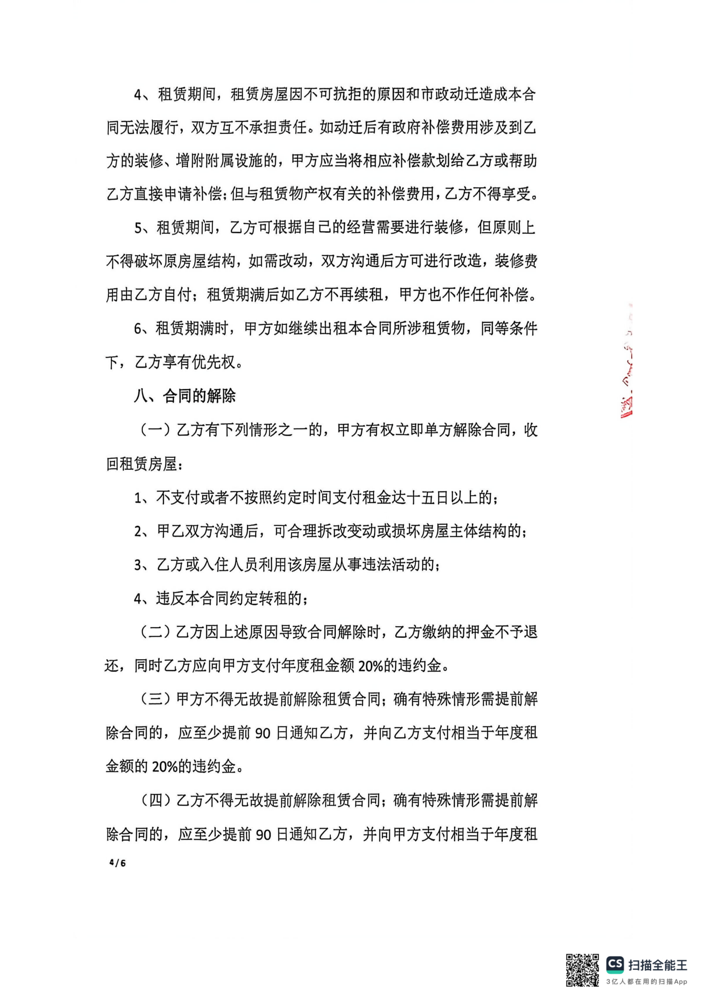 4、租赁期间，租赁房屋因不可抗拒的原因和市政动迁造成本合
同无法履行，双方互不承担责任。如动迁后有政府补偿费用涉及到乙
方的装修、增附附属设施的，甲方应当将相应补偿款划给乙方或帮助
乙方直接申请补偿；但与租赁物产权有关的补偿费用，乙方不得享受。
5、租赁期间，乙方可根据自己的经营需要进行装修，但原则上
不得破坏原房屋结构，如需改动，双方沟通后方可进行改造，装修费
用由乙方自付；租赁期满后如乙方不再续租，甲方也不作任何补偿。
6、租赁期满时，甲方如继续出租本合同所涉租赁物，同等条件
下，乙方享有优先权。
八、合同的解除
（一）乙方有下列情形之一的，甲方有权立即单方解除合同，收
回租赁房屋：
1、不支付或者不按照约定时间支付租金达十五日以上的；
2、甲乙双方沟通后，可合理拆改变动或损坏房屋主体结构的；
3、乙方或入住人员利用该房屋从事违法活动的；
4、违反本合同约定转租的；
（二）乙方因上述原因导致合同解除时，乙方缴纳的押金不予退
还，同时乙方应向甲方支付年度租金额 20%的违约金。
（三）甲方不得无故提前解除租赁合同；确有特殊情形需提前解
除合同的，应至少提前 90 日通知乙方，并向乙方支付相当于年度租
金额的 20%的违约金。
（四）乙方不得无故提前解除租赁合同；确有特殊情形需提前解
除合同的，应至少提前 90 日通知乙方，并向甲方支付相当于年度租
4/6
CS 扫描全能王
3亿人都在用的扫描App